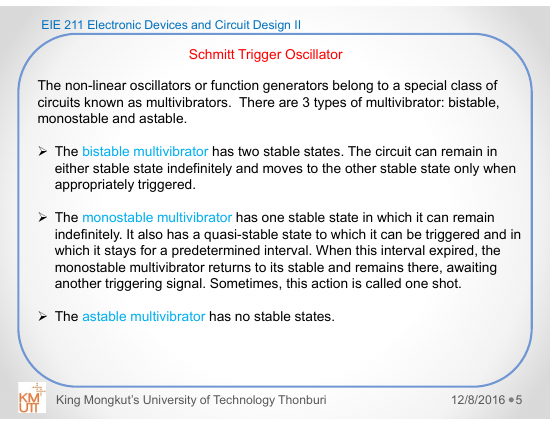 EIE 211 Electronic Devices and Circuit Design II
Schmitt Trigger Oscillator
The non-linear oscillators or function generators belong to a special class of
circuits known as multivibrators.  There are 3 types of multivibrator: bistable,
monostable and astable.
➢ The bistable multivibrator has two stable states. The circuit can remain in
either stable state indefinitely and moves to the other stable state only when
appropriately triggered.
➢ The monostable multivibrator has one stable state in which it can remain
indefinitely. It also has a quasi-stable state to which it can be triggered and in
which it stays for a predetermined interval. When this interval expired, the
monostable multivibrator returns to its stable and remains there, awaiting
another triggering signal. Sometimes, this action is called one shot.
➢ The astable multivibrator has no stable states.
KM
UTT
King Mongkut's University of Technology Thonburi
12/8/2016 ●5